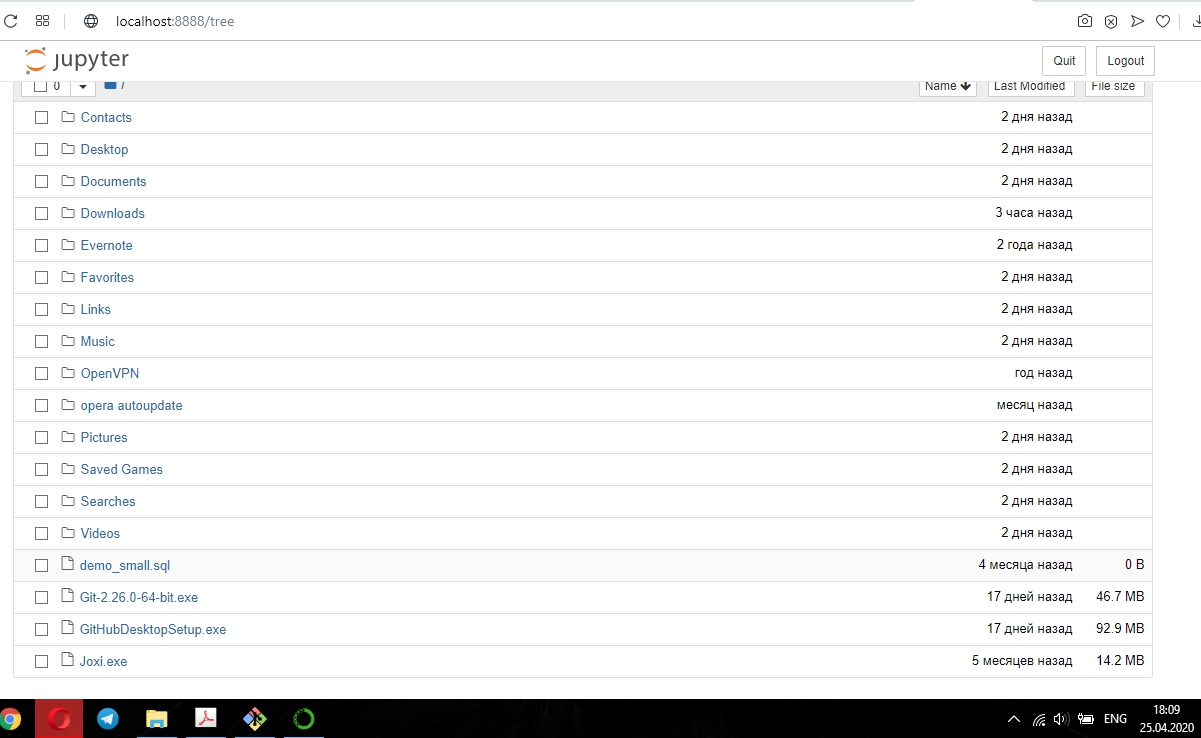 localhost:8888/tree
jupyter Quit Logout
0 / Name Last Modified File size
Contacts 2 дня назад
Desktop 2 дня назад
Documents 2 дня назад
Downloads 3 часа назад
Evernote 2 года назад
Favorites 2 дня назад
Links 2 дня назад
Music 2 дня назад
OpenVPN год назад
opera autoupdate месяц назад
Pictures 2 дня назад
Saved Games 2 дня назад
Searches 2 дня назад
Videos 2 дня назад
demo_small.sql 4 месяца назад 0 B
Git-2.26.0-64-bit.exe 17 дней назад 46.7 MB
GitHubDesktopSetup.exe 17 дней назад 92.9 MB
Joxi.exe 5 месяцев назад 14.2 MB
ENG 18:09
25.04.2020